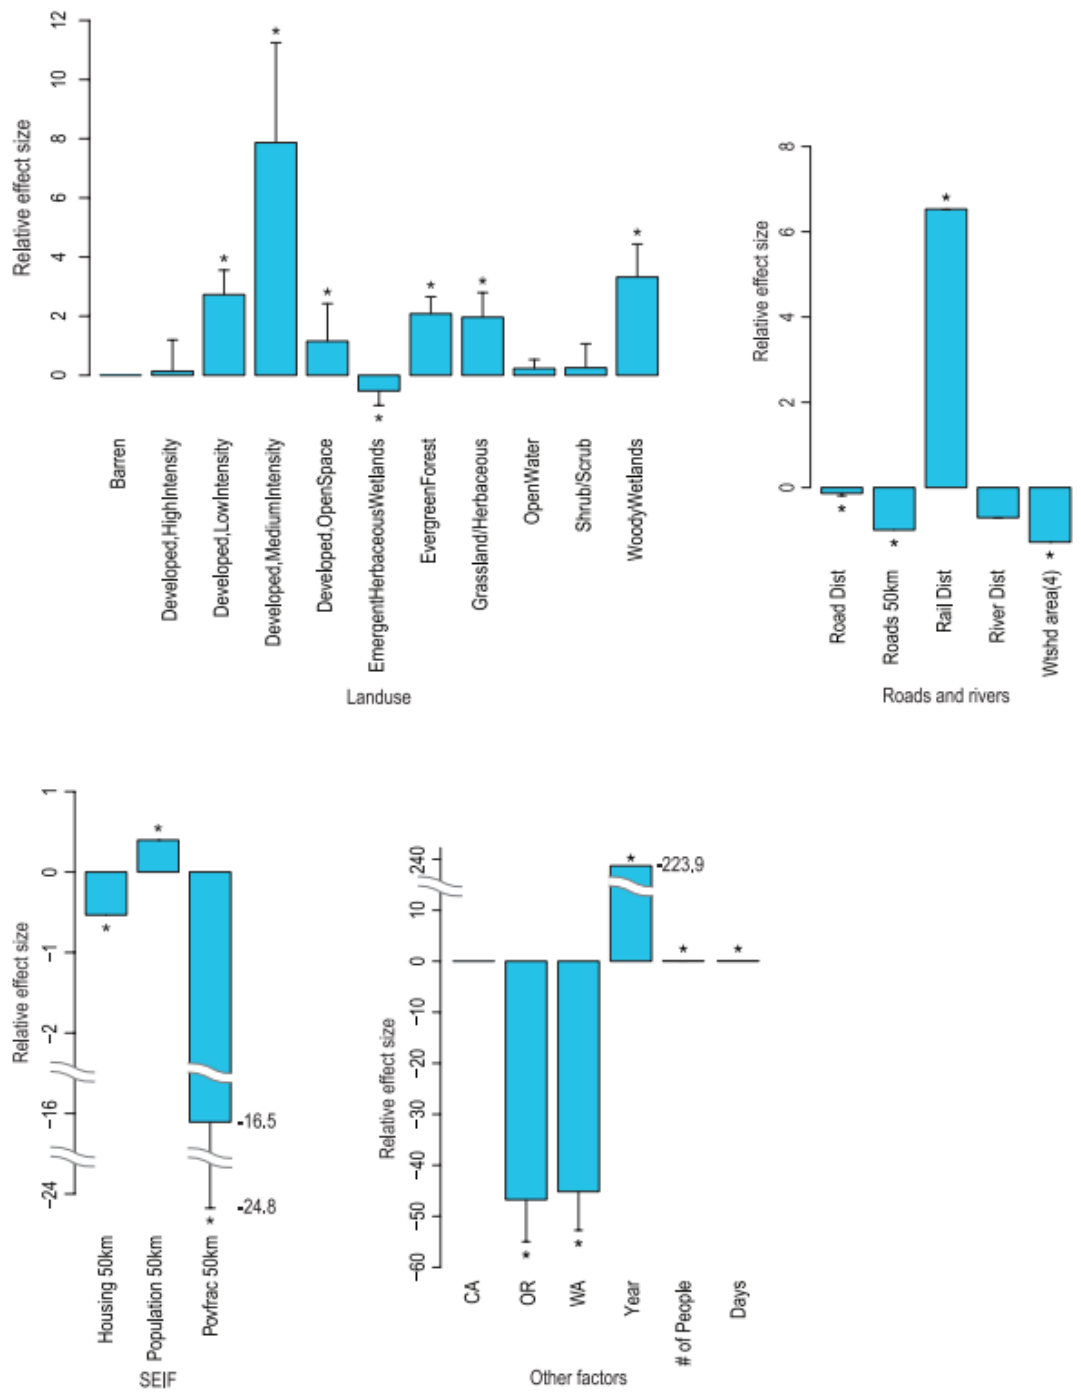 12
10
8
6
4
2
0
Relative effect size
*
*
*
*
*
*
*
Barren
Developed,HighIntensity
Developed,LowIntensity
Developed,MediumIntensity
Developed,OpenSpace
EmergentHerbaceousWetlands
EvergreenForest
Grassland/Herbaceous
OpenWater
Shrub/Scrub
WoodyWetlands
Landuse
8
6
4
2
0
Relative effect size
*
*
*
*
Road Dist
Roads 50km
Rail Dist
River Dist
Wtshd area(4)
Roads and rivers
1
0
−1
−2
−16
−24
Relative effect size
*
*
*
-16.5
-24.8
Housing 50km
Population 50km
Povfrac 50km
SEIF
240
10
0
−10
−20
−30
−40
−50
−60
Relative effect size
*
*
*
*
*
-223.9
CA
OR
WA
Year
# of People
Days
Other factors